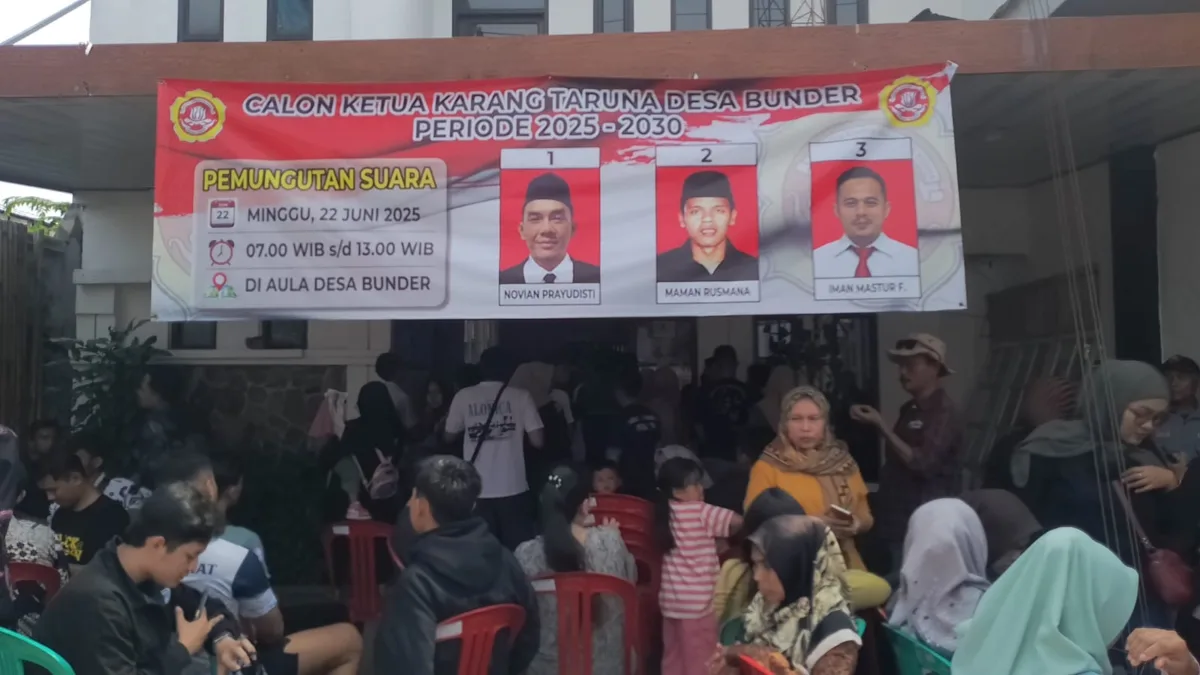 CALON KETUA KARANG TARUNA DESA BUNDER
PERIODE 2025 - 2030
PEMUNGUTAN SUARA
JUN
22
MINGGU, 22 JUNI 2025
07.00 WIB s/d 13.00 WIB
DI AULA DESA BUNDER
1
NOVIAN PRAYUDISTI
2
MAMAN RUSMANA
3
IMAN MASTUR F.